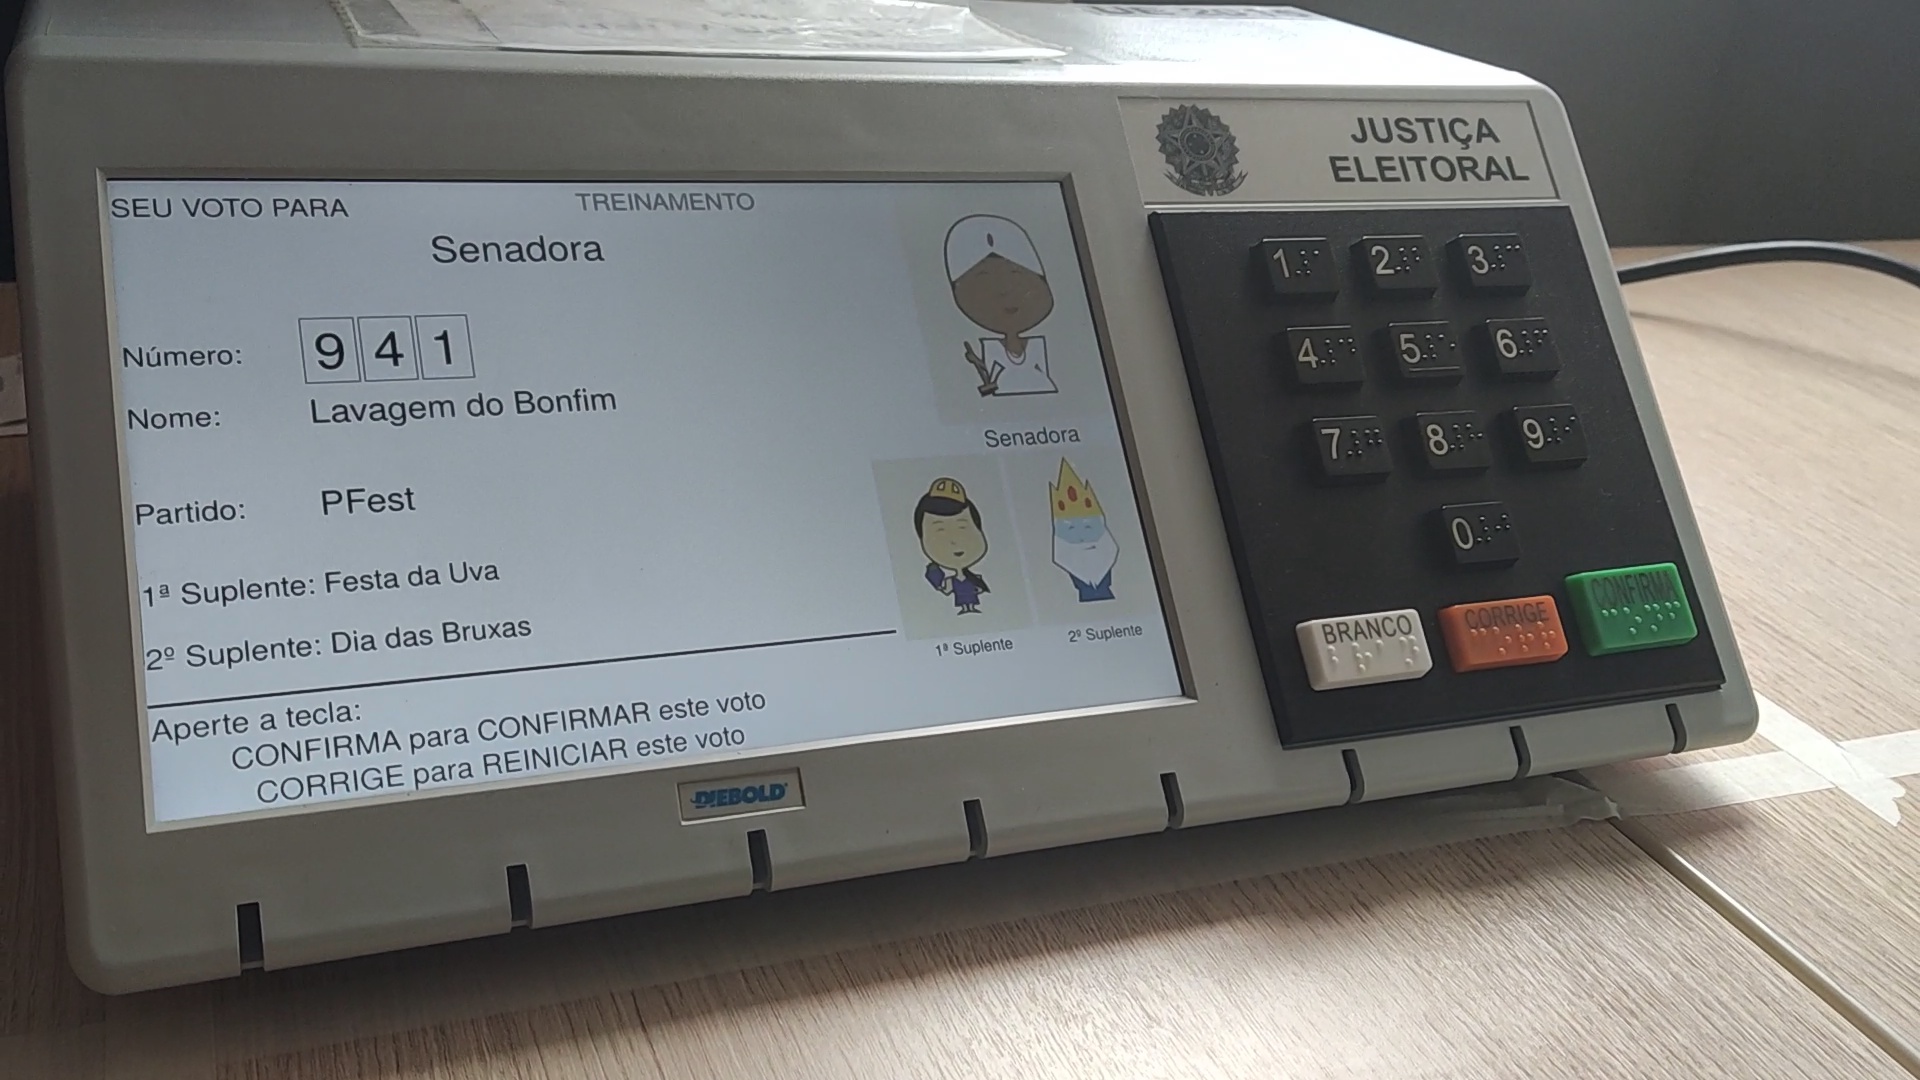 SEU VOTO PARA
TREINAMENTO
Senadora
Número: 9 4 1
Nome: Lavagem do Bonfim
Partido: PFest
1ª Suplente: Festa da Uva
2º Suplente: Dia das Bruxas
Senadora
1ª Suplente
2º Suplente
Aperte a tecla:
CONFIRMA para CONFIRMAR este voto
CORRIGE para REINICIAR este voto
DIEBOLD
JUSTIÇA
ELEITORAL
1 2 3
4 5 6
7 8 9
0
BRANCO CORRIGE CONFIRMA